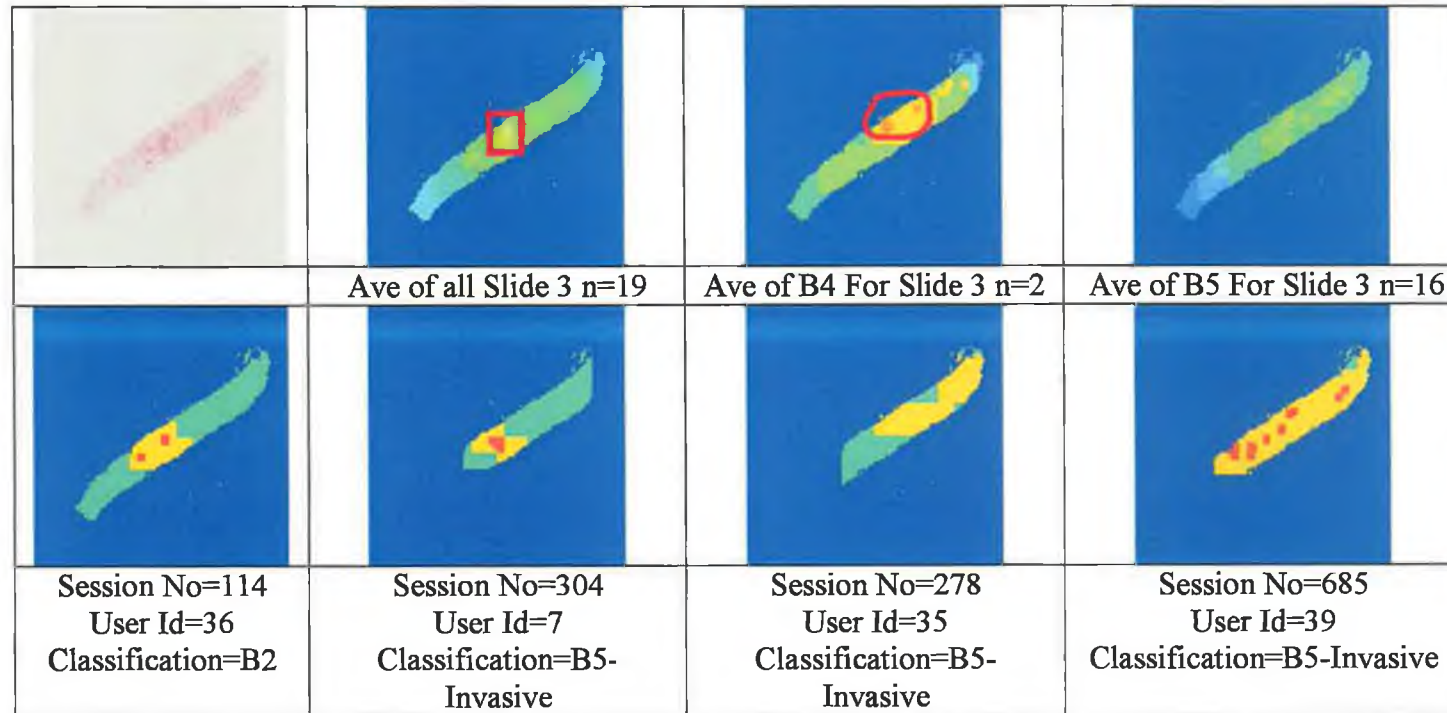 Ave of all Slide 3 n=19
Ave of B4 For Slide 3 n=2
Ave of B5 For Slide 3 n=16
Session No=114
User Id=36
Classification=B2
Session No=304
User Id=7
Classification=B5-
Invasive
Session No=278
User Id=35
Classification=B5-
Invasive
Session No=685
User Id=39
Classification=B5-Invasive